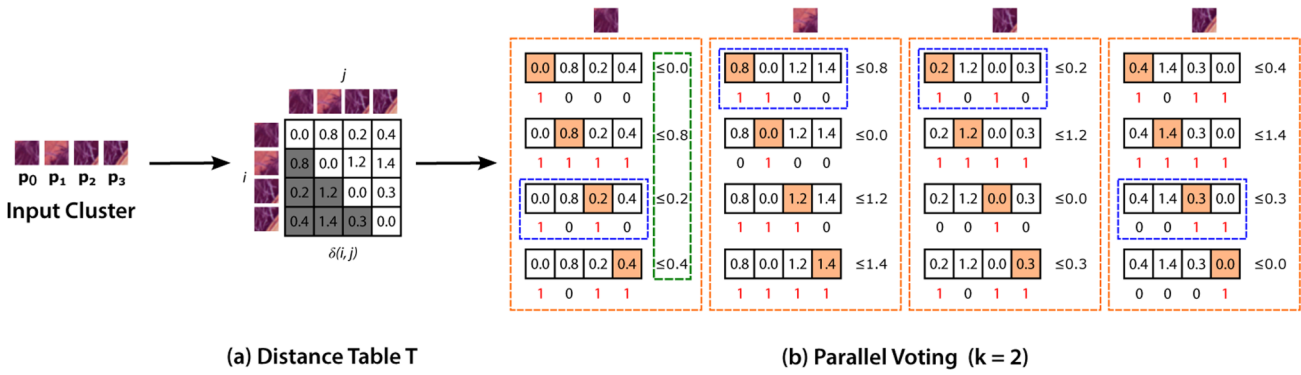 j
i
0.0 0.8 0.2 0.4
0.8 0.0 1.2 1.4
0.2 1.2 0.0 0.3
0.4 1.4 0.3 0.0
δ(i, j)
p0 p1 p2 p3
Input Cluster
0.0 0.8 0.2 0.4 ≤0.0
1 0 0 0
0.0 0.8 0.2 0.4 ≤0.8
1 1 1 1
0.0 0.8 0.2 0.4 ≤0.2
1 0 1 0
0.0 0.8 0.2 0.4 ≤0.4
1 0 1 1
0.8 0.0 1.2 1.4 ≤0.8
1 1 0 0
0.8 0.0 1.2 1.4 ≤0.0
0 1 0 0
0.8 0.0 1.2 1.4 ≤1.2
1 1 1 0
0.8 0.0 1.2 1.4 ≤1.4
1 1 1 1
0.2 1.2 0.0 0.3 ≤0.2
1 0 1 0
0.2 1.2 0.0 0.3 ≤1.2
1 1 1 1
0.2 1.2 0.0 0.3 ≤0.0
0 0 1 0
0.2 1.2 0.0 0.3 ≤0.3
1 0 1 1
0.4 1.4 0.3 0.0 ≤0.4
1 0 1 1
0.4 1.4 0.3 0.0 ≤1.4
1 1 1 1
0.4 1.4 0.3 0.0 ≤0.3
0 0 1 1
0.4 1.4 0.3 0.0 ≤0.0
0 0 0 1
(a) Distance Table T
(b) Parallel Voting (k = 2)